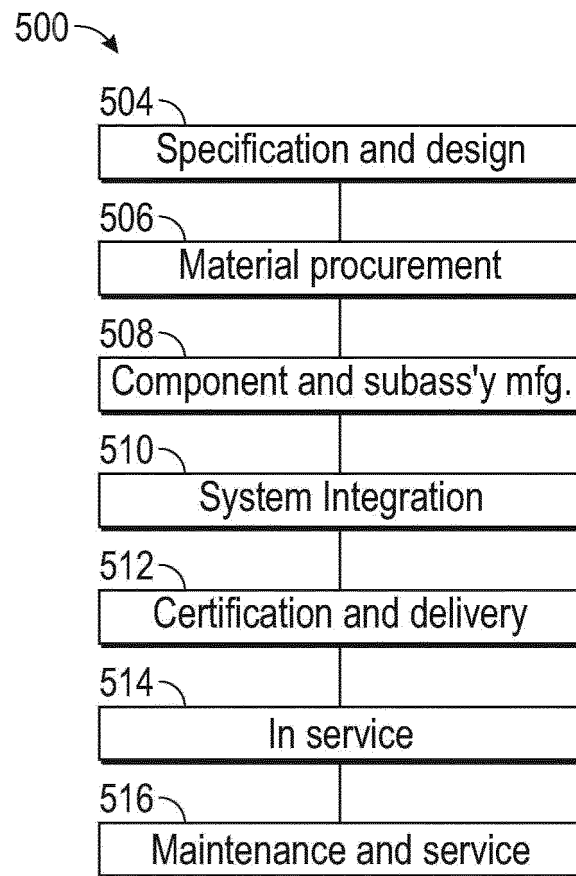 500
504
Specification and design
506
Material procurement
508
Component and subass'y mfg.
510
System Integration
512
Certification and delivery
514
In service
516
Maintenance and service